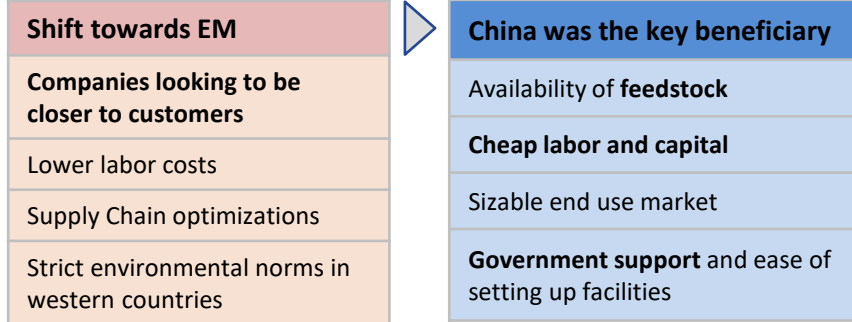 Shift towards EM
Companies looking to be
closer to customers
Lower labor costs
Supply Chain optimizations
Strict environmental norms in
western countries
China was the key beneficiary
Availability of feedstock
Cheap labor and capital
Sizable end use market
Government support and ease of
setting up facilities